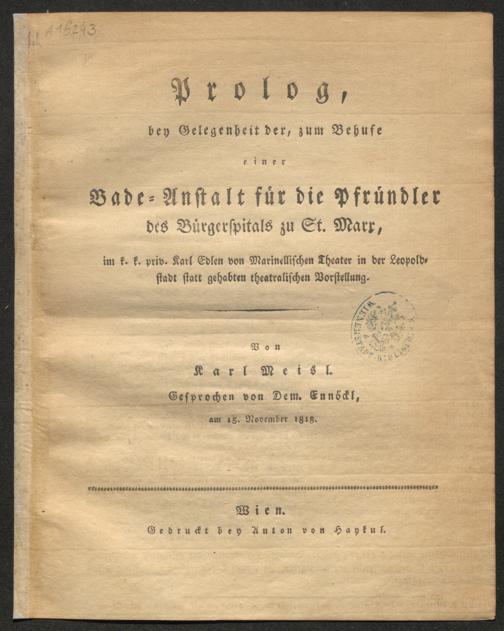 A 15243
Prolog,
bey Gelegenheit der, zum Behufe
einer
Bade-Anstalt für die Pfründler
des Bürgerspitals zu St. Marx,
im k. k. priv. Karl Edlen von Marinellischen Theater in der Leopold-
stadt statt gehabten theatralischen Vorstellung.
Von
Karl Meisl.
Gesprochen von Dem. Ennöckl,
am 15. November 1818.
Wien.
Gedruckt bey Anton von Haykul.